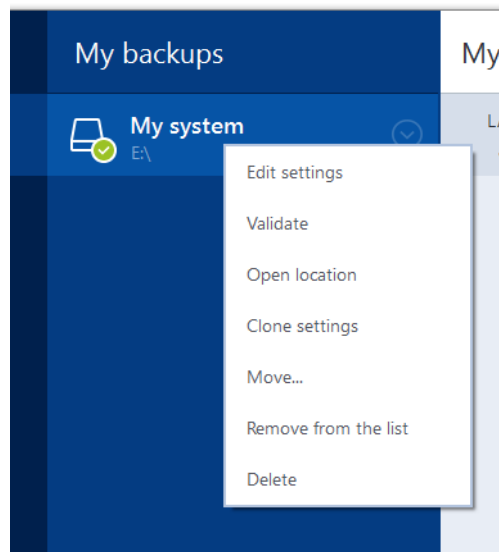 My backups
My
My system
E:\
Edit settings
Validate
Open location
Clone settings
Move...
Remove from the list
Delete